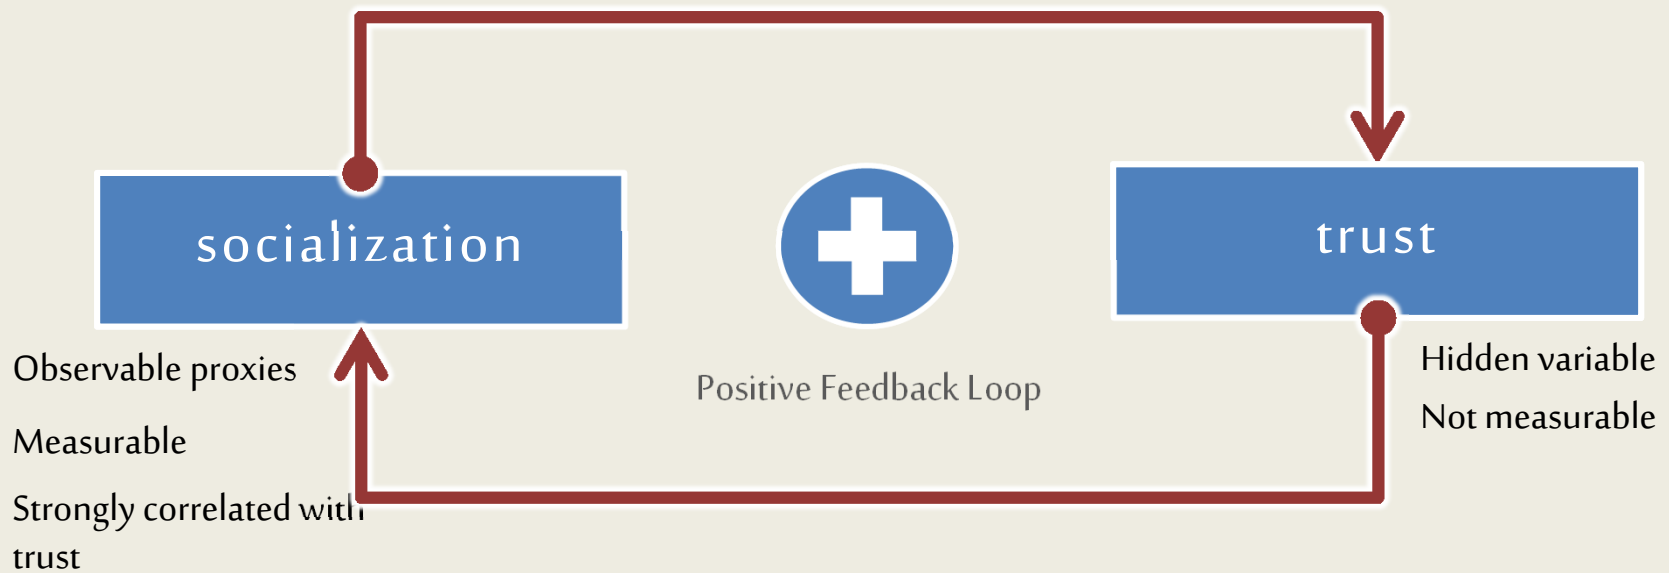 socialization
trust
Observable proxies
Measurable
Strongly correlated with
trust
Positive Feedback Loop
Hidden variable
Not measurable